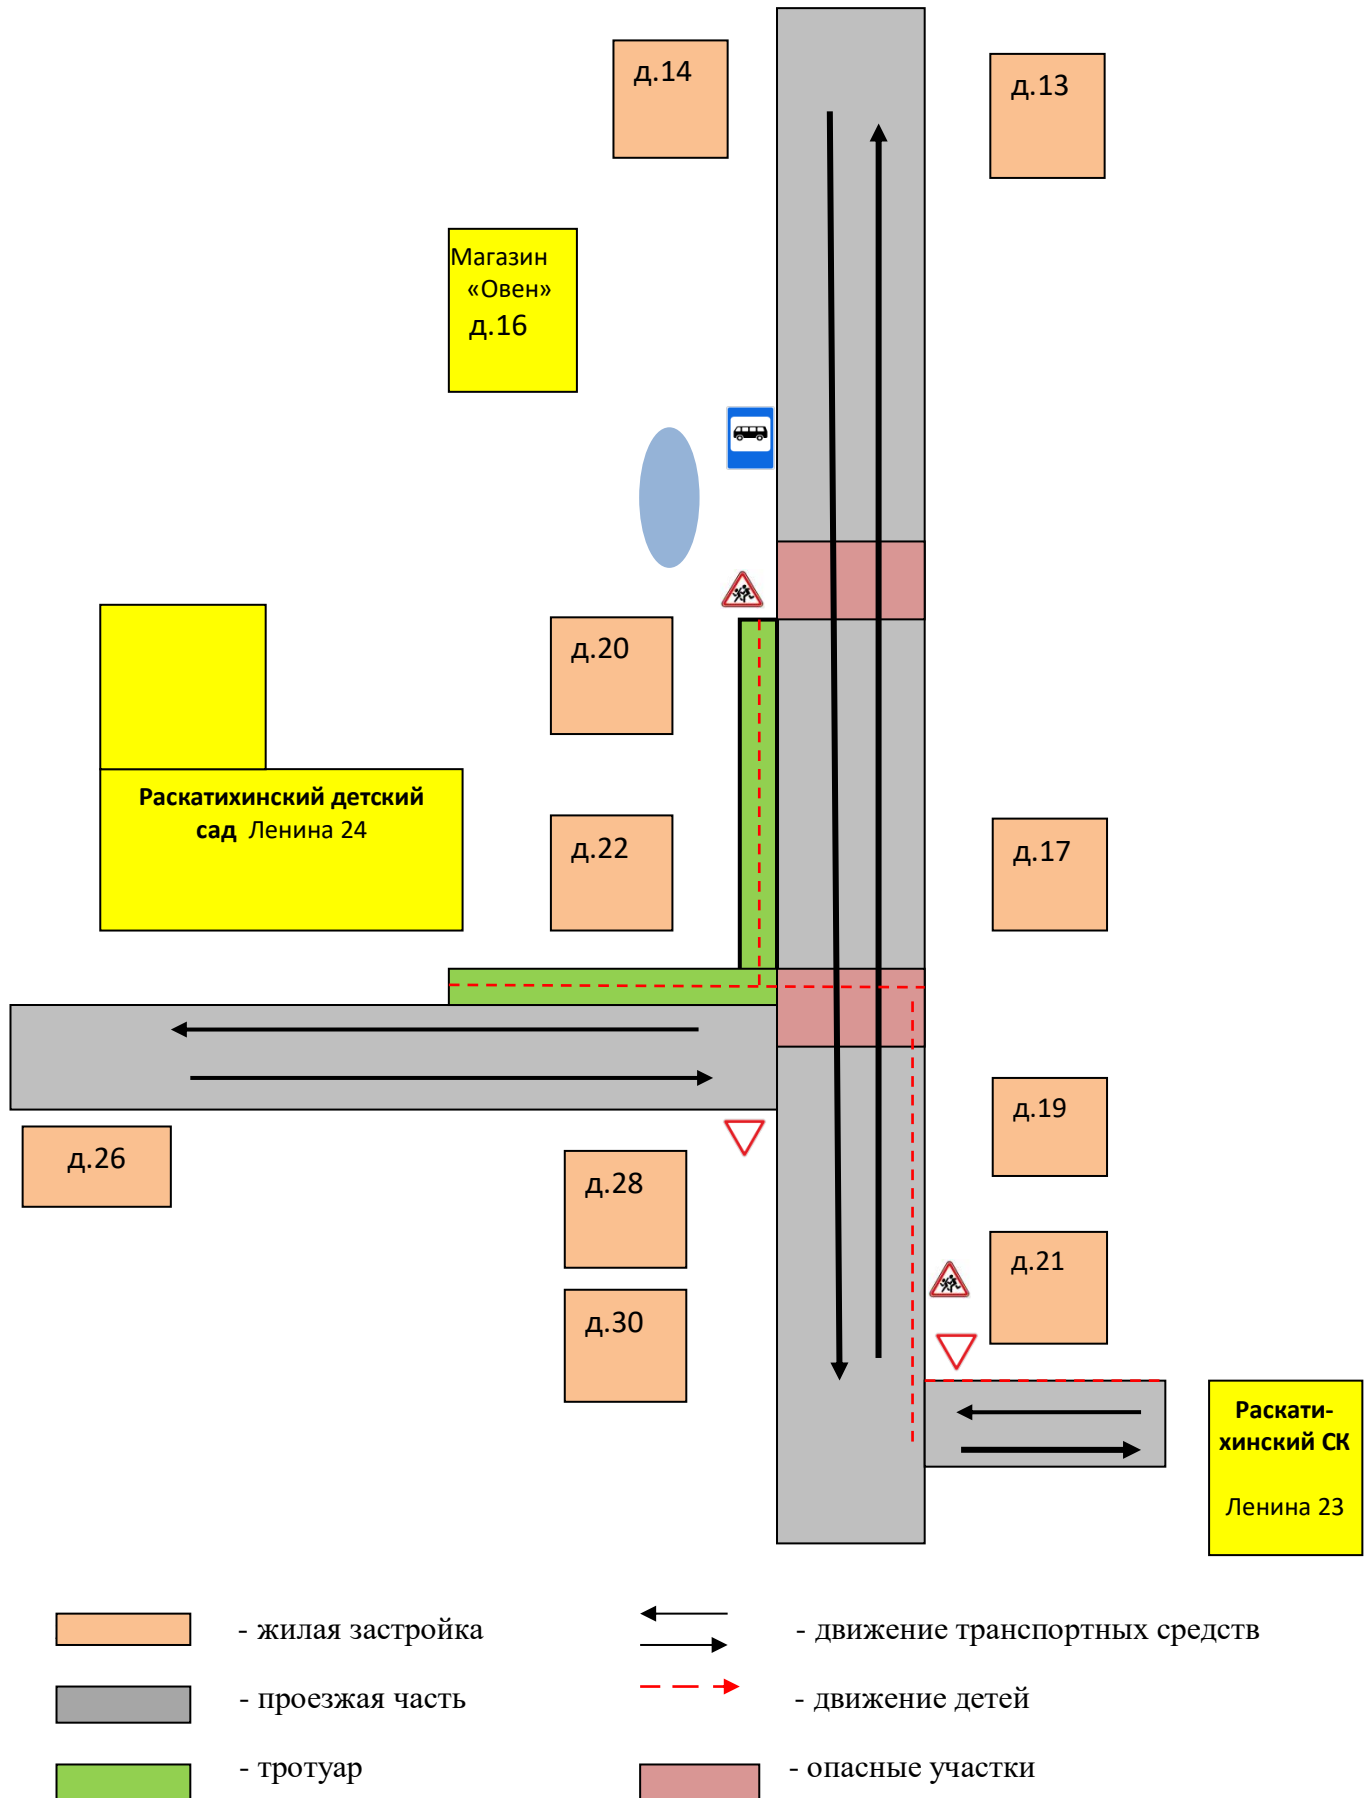 д.14
д.13
Магазин
«Овен»
д.16
д.20
Раскатихинский детский
сад Ленина 24
д.22
д.17
д.19
д.26
д.28
д.21
д.30
Раскати-
хинский СК
Ленина 23
- жилая застройка
- движение транспортных средств
- проезжая часть
- движение детей
- тротуар
- опасные участки